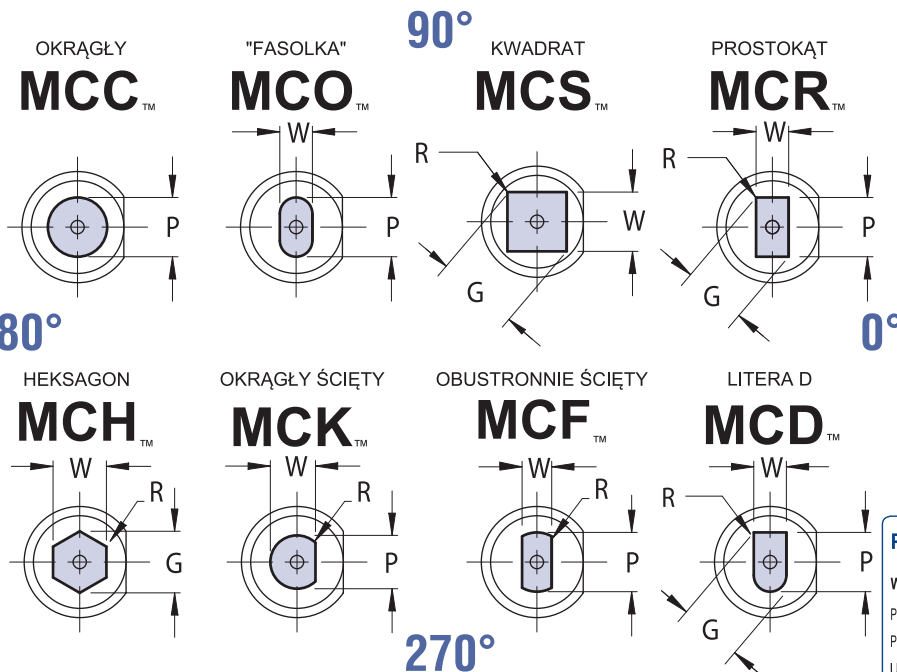 90°
OKRĄGŁY
MCC™
P
"FASOLKA"
MCO™
W
P
KWADRAT
MCS™
R
W
G
PROSTOKĄT
MCR™
W
R
P
G
80°
0°
HEKSAGON
MCH™
W
R
G
OKRĄGŁY ŚCIĘTY
MCK™
W
R
P
OBUSTRONNIE ŚCIĘTY
MCF™
W
R
P
LITERA D
MCD™
W
R
P
G
270°